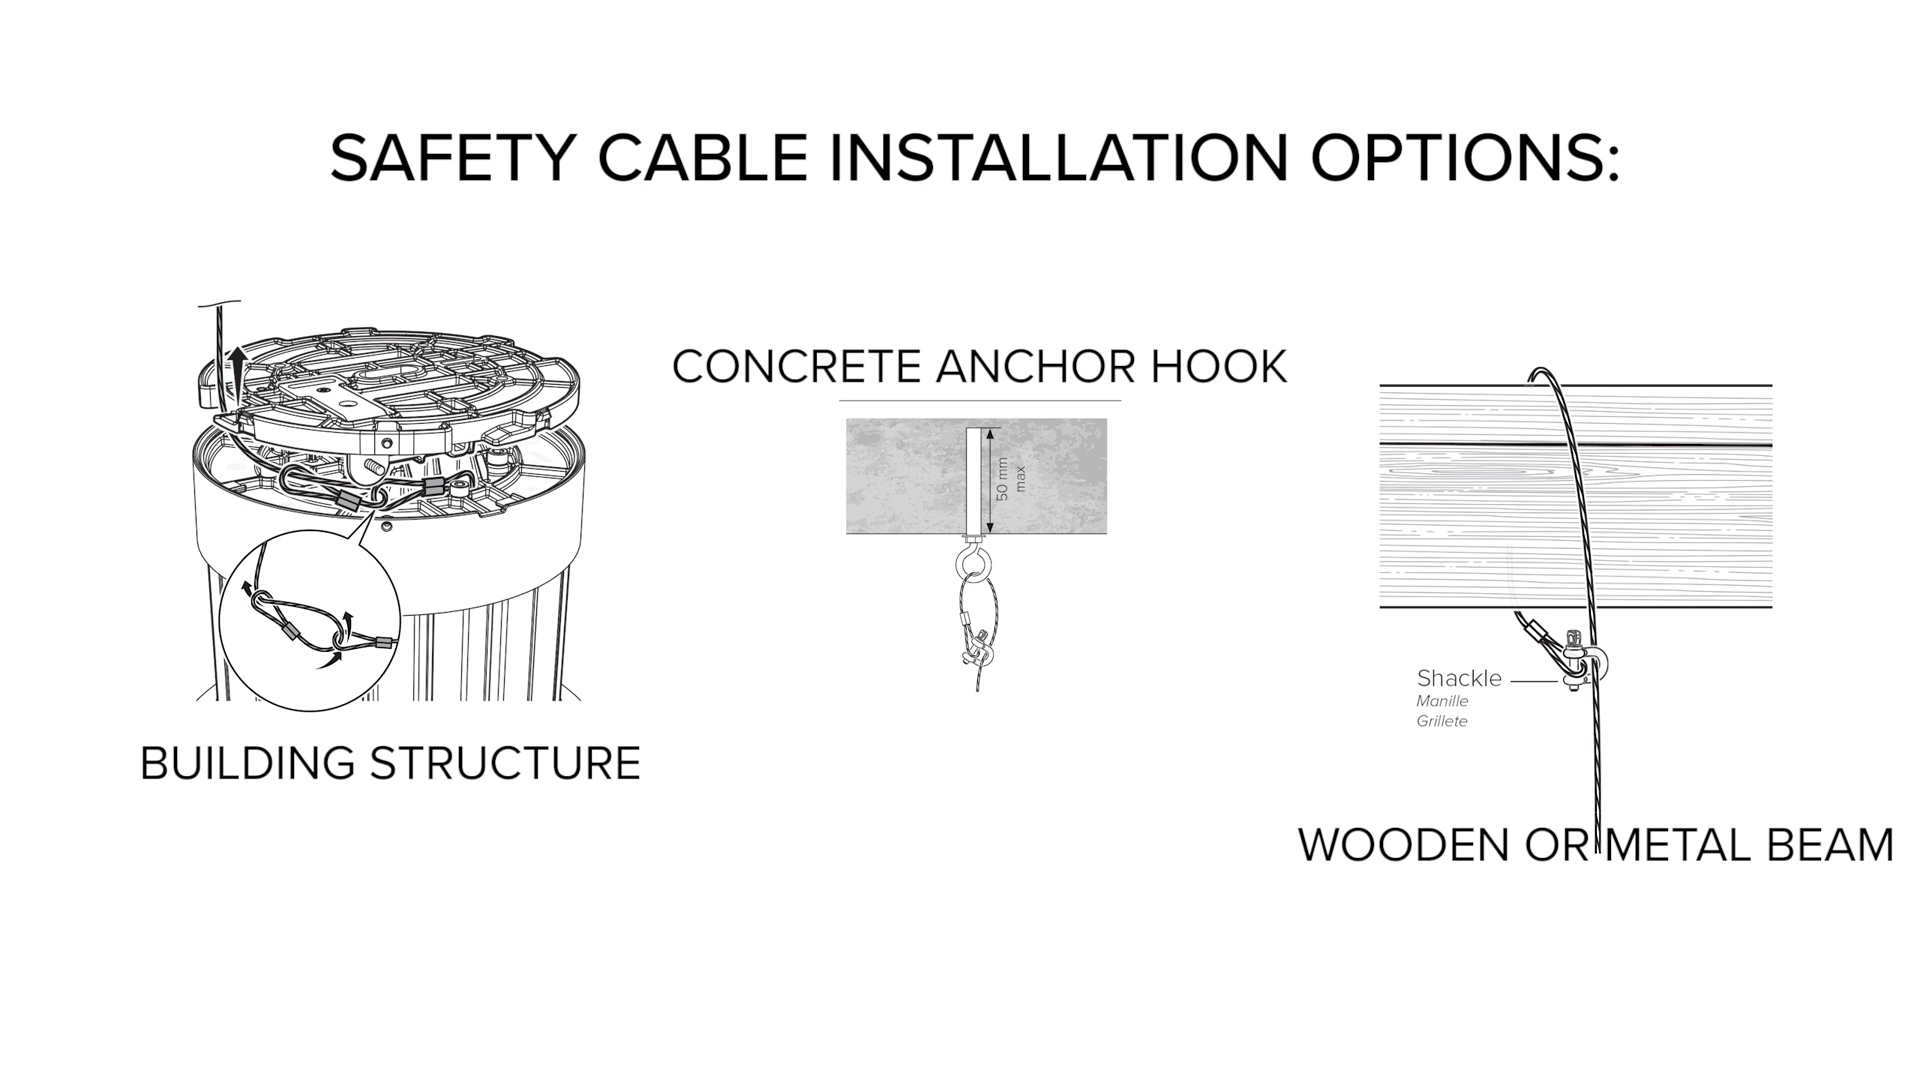 SAFETY CABLE INSTALLATION OPTIONS:
CONCRETE ANCHOR HOOK
50 mm
max
Shackle
Manille
Grillete
BUILDING STRUCTURE
WOODEN OR METAL BEAM